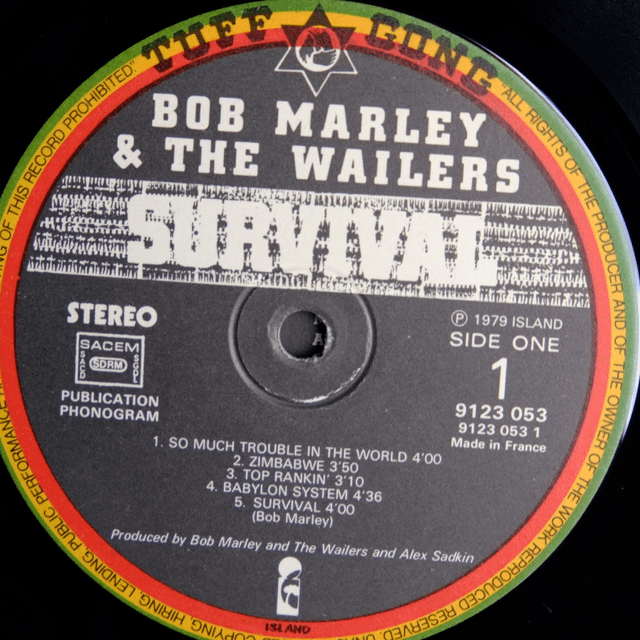 TUFF GONG
BOB MARLEY
& THE WAILERS
SURVIVAL
STEREO
SACEM
SACD
SDRM
SGDL
PUBLICATION
PHONOGRAM
℗ 1979 ISLAND
SIDE ONE
1
9123 053
9123 053 1
Made in France
1. SO MUCH TROUBLE IN THE WORLD 4'00
2. ZIMBABWE 3'50
3. TOP RANKIN' 3'10
4. BABYLON SYSTEM 4'36
5. SURVIVAL 4'00
(Bob Marley)
Produced by Bob Marley and The Wailers and Alex Sadkin
ISLAND
ALL RIGHTS OF THE PRODUCER AND OF THE OWNER OF THE WORK REPRODUCED RESERVED.
COPYING, HIRING, LENDING, PUBLIC PERFORMANCE
OF THIS RECORD PROHIBITED."